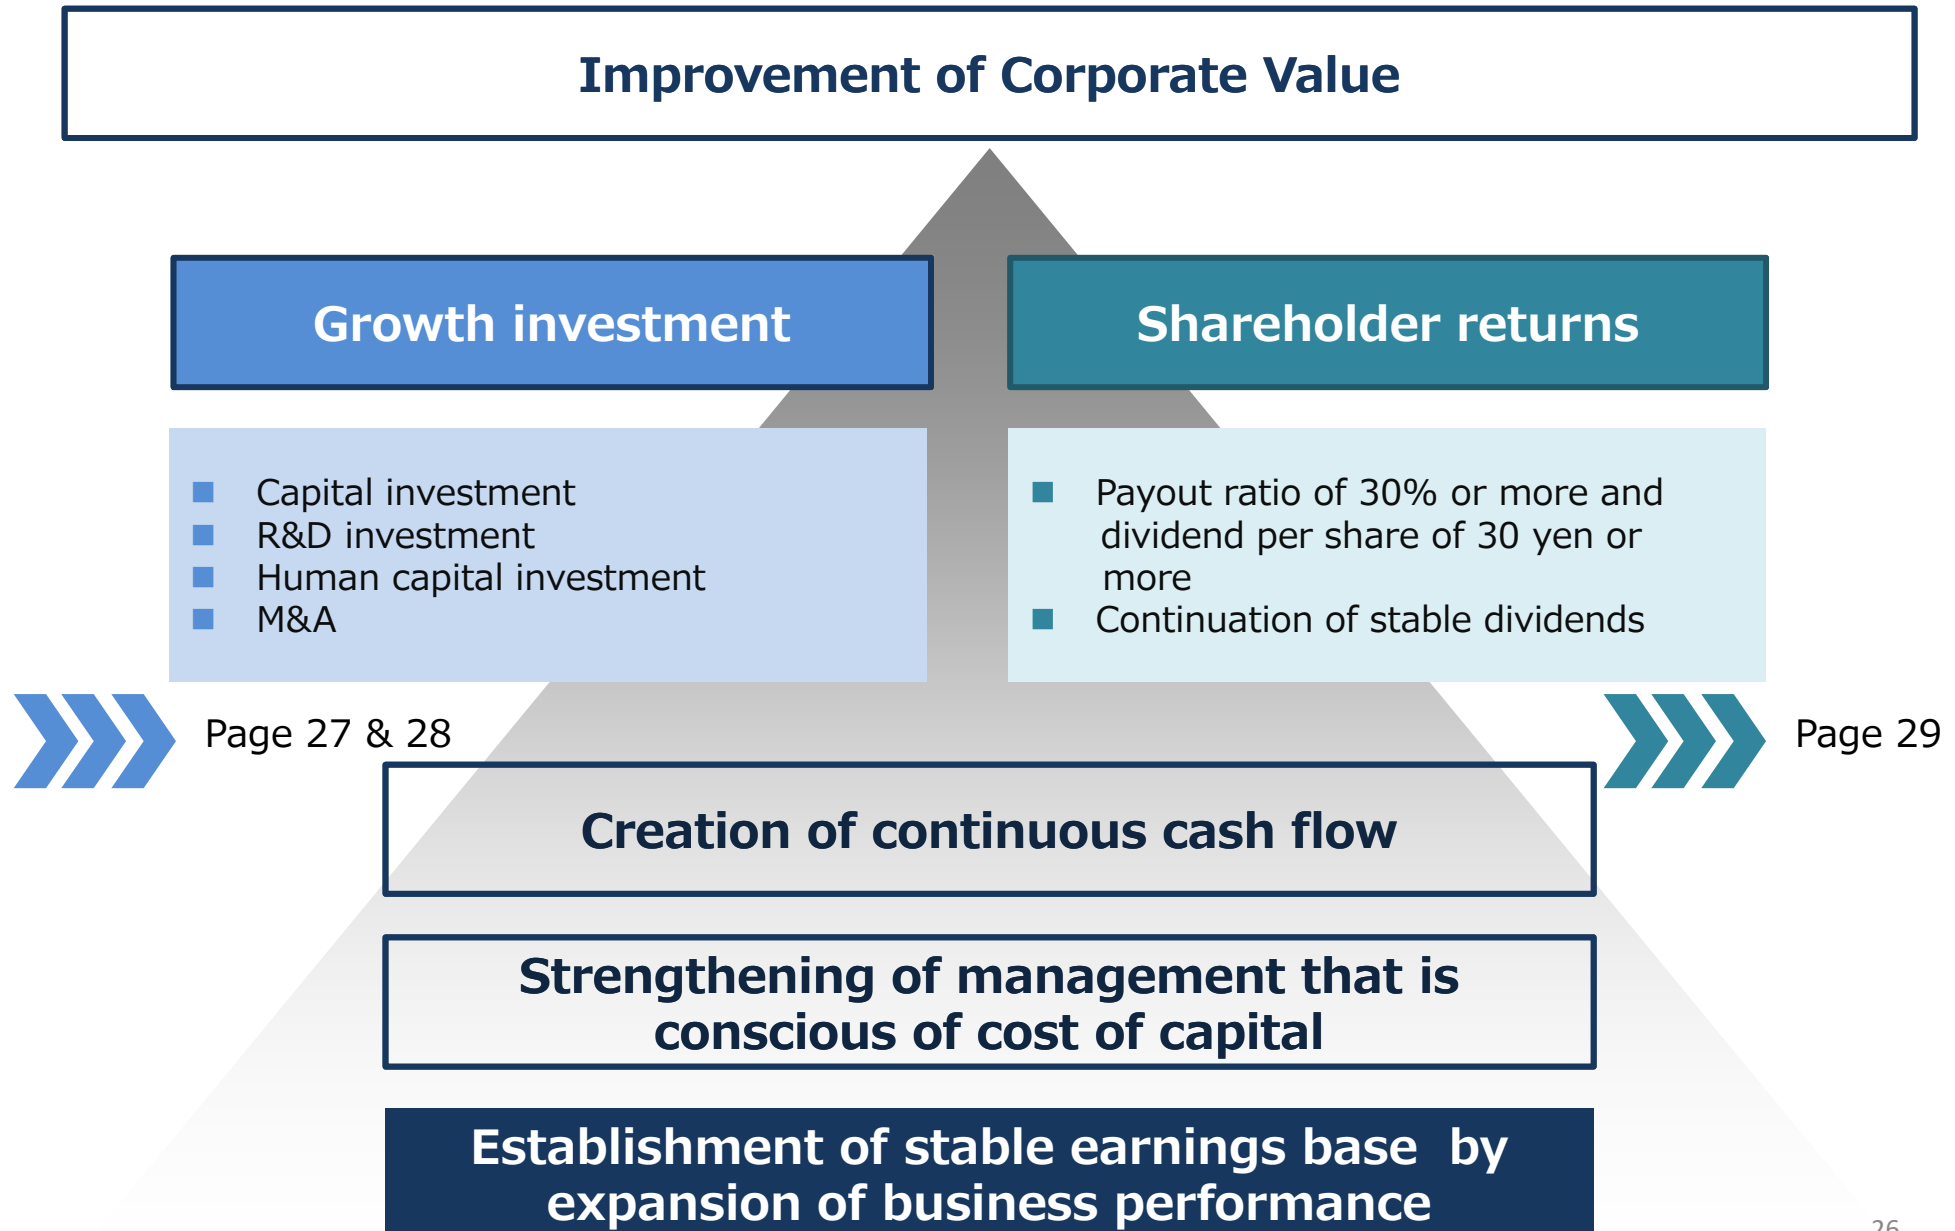 Improvement of Corporate Value
Growth investment
Capital investment
R&D investment
Human capital investment
M&A
Page 27 & 28
Shareholder returns
Payout ratio of 30% or more and
dividend per share of 30 yen or
more
Continuation of stable dividends
Page 29
Creation of continuous cash flow
Strengthening of management that is
conscious of cost of capital
Establishment of stable earnings base by
expansion of business performance
26